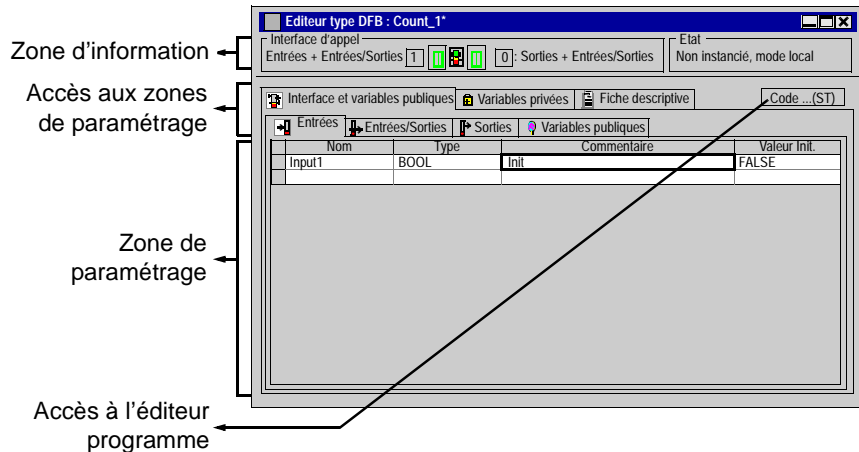 Editeur type DFB : Count_1*
Zone d'information
Interface d'appel
Etat
Entrées + Entrées/Sorties 1 0 : Sorties + Entrées/Sorties
Non instancié, mode local
Accès aux zones
de paramétrage
Interface et variables publiques Variables privées Fiche descriptive Code ...(ST)
Entrées Entrées/Sorties Sorties Variables publiques
Nom Type Commentaire Valeur Init.
Input1 BOOL Init FALSE
Zone de
paramétrage
Accès à l'éditeur
programme